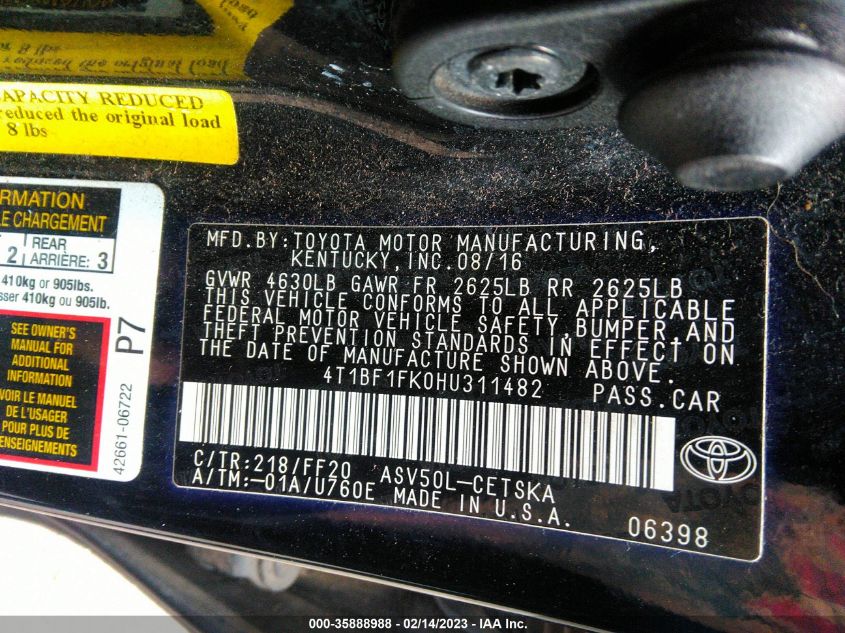 CAPACITY REDUCED
reduced the original load
8 lbs
RMATION
LE CHARGEMENT
2 REAR ARRIÈRE: 3
410kg or 905lbs.
sser 410kg ou 905lb.
SEE OWNER'S
MANUAL FOR
ADDITIONAL
INFORMATION
VOIR LE MANUEL
DE L'USAGER
POUR PLUS DE
RENSEIGNEMENTS
P7
42661-06722
MFD.BY:TOYOTA MOTOR MANUFACTURING,
KENTUCKY,INC.08/16
GVWR 4630LB GAWR FR 2625LB RR 2625LB
THIS VEHICLE CONFORMS TO ALL APPLICABLE
FEDERAL MOTOR VEHICLE SAFETY,BUMPER,AND
THEFT PREVENTION STANDARDS IN EFFECT ON
THE DATE OF MANUFACTURE SHOWN ABOVE.
4T1BF1FK0HU311482 PASS.CAR
C/TR:218/FF20 ASV50L-CETSKA
A/TM:-01A/U760E MADE IN U.S.A.
06398
000-35888988 - 02/14/2023 - IAA Inc.